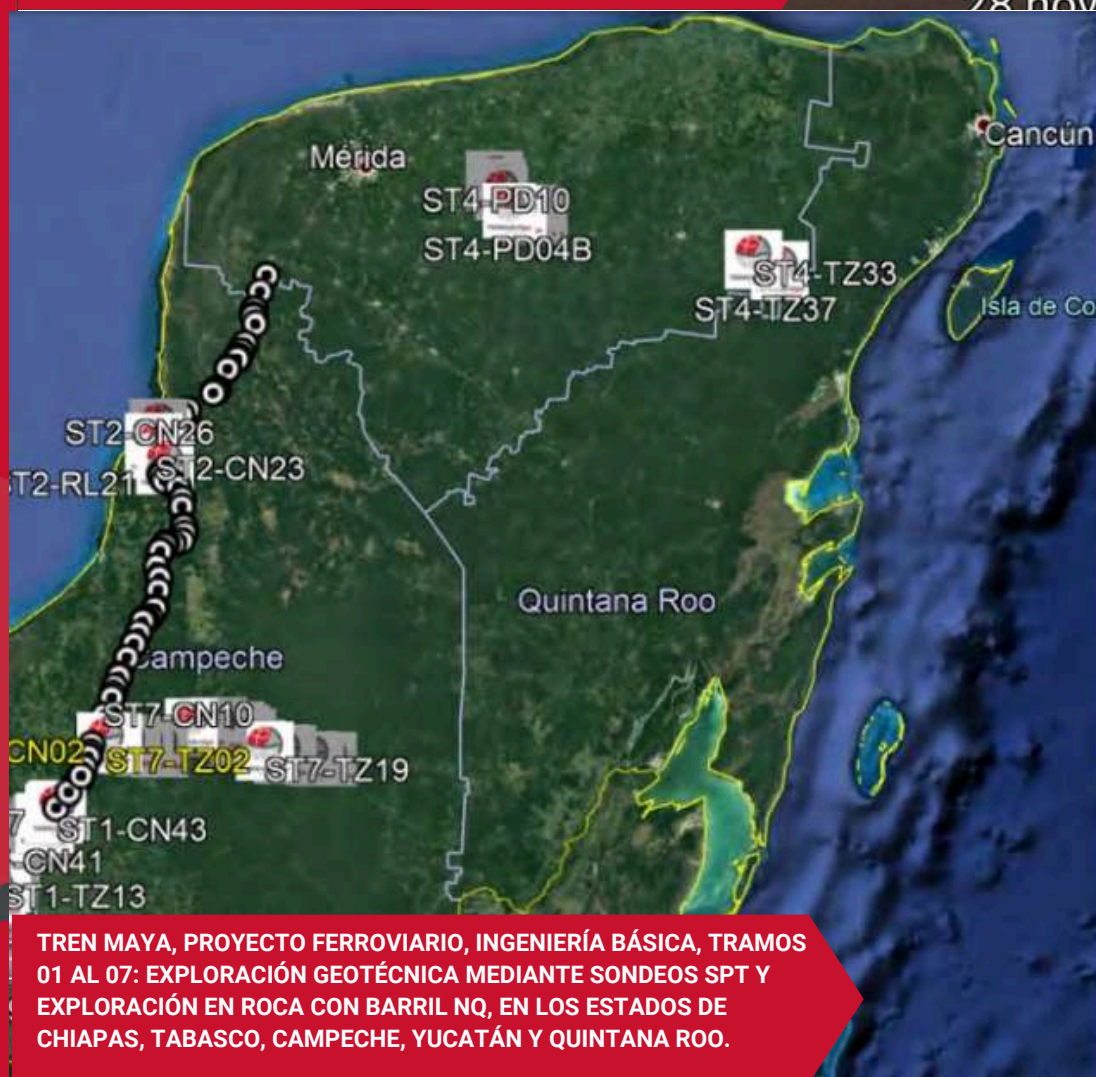 28 nov
Mérida
Cancún
ST4-PD10
ST4-PD04B
ST4-TZ33
ST4-TZ37
Isla de Co
ST2-CN26
ST2-CN23
T2-RL21
Quintana Roo
Campeche
ST7-CN10
CN02
ST7-TZ02
ST7-TZ19
7
ST1-CN43
CN41
ST1-TZ13
TREN MAYA, PROYECTO FERROVIARIO, INGENIERÍA BÁSICA, TRAMOS
01 AL 07: EXPLORACIÓN GEOTÉCNICA MEDIANTE SONDEOS SPT Y
EXPLORACIÓN EN ROCA CON BARRIL NQ, EN LOS ESTADOS DE
CHIAPAS, TABASCO, CAMPECHE, YUCATÁN Y QUINTANA ROO.